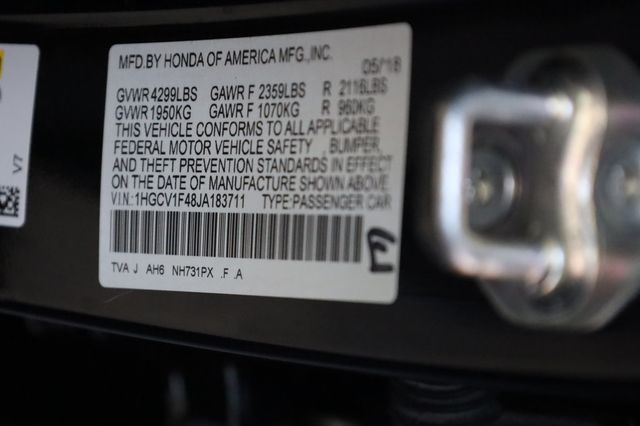 MFD.BY HONDA OF AMERICA MFG.,INC. 05/18
GVWR 4299LBS GAWR F 2359LBS R 2116LBS
GVWR 1950KG GAWR F 1070KG R 960KG
THIS VEHICLE CONFORMS TO ALL APPLICABLE
FEDERAL MOTOR VEHICLE SAFETY , BUMPER,
AND THEFT PREVENTION STANDARDS IN EFFECT
ON THE DATE OF MANUFACTURE SHOWN ABOVE.
V.I.N.:1HGCV1F48JA183711 TYPE:PASSENGER CAR
TVA J AH6 NH731PX .F .A
V7